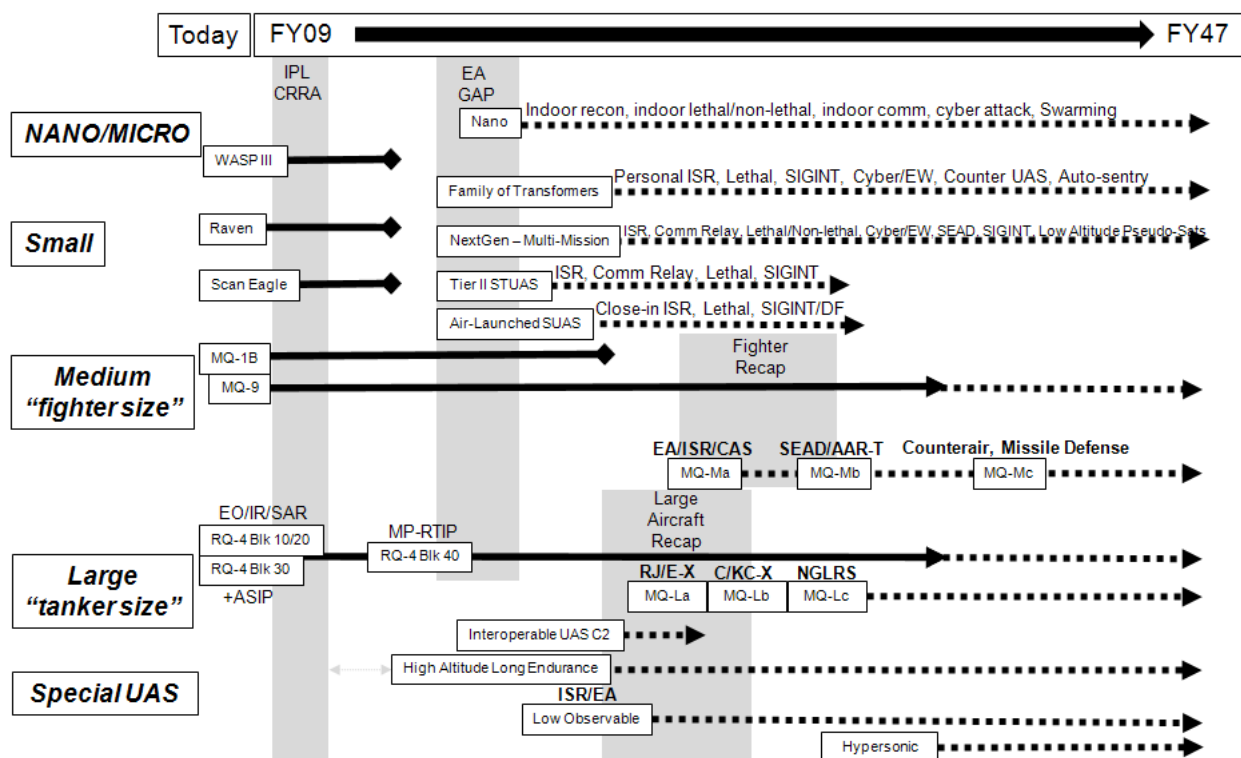 Today
FY09
FY47
IPL
CRRA
EA
GAP
NANO/MICRO
Nano
Indoor recon, indoor lethal/non-lethal, indoor comm, cyber attack, Swarming
WASP III
Family of Transformers
Personal ISR, Lethal, SIGINT, Cyber/EW, Counter UAS, Auto-sentry
Small
Raven
NextGen – Multi-Mission
ISR, Comm Relay, Lethal/Non-lethal, Cyber/EW, SEAD, SIGINT, Low Altitude Pseudo-Sats
Scan Eagle
Tier II STUAS
ISR, Comm Relay, Lethal, SIGINT
Air-Launched SUAS
Close-in ISR, Lethal, SIGINT/DF
Medium
"fighter size"
MQ-1B
MQ-9
Fighter
Recap
EA/ISR/CAS
MQ-Ma
SEAD/AAR-T
MQ-Mb
Counterair, Missile Defense
MQ-Mc
Large
"tanker size"
EO/IR/SAR
RQ-4 Blk 10/20
RQ-4 Blk 30
+ASIP
MP-RTIP
RQ-4 Blk 40
Large
Aircraft
Recap
RJ/E-X
MQ-La
C/KC-X
MQ-Lb
NGLRS
MQ-Lc
Special UAS
Interoperable UAS C2
High Altitude Long Endurance
ISR/EA
Low Observable
Hypersonic